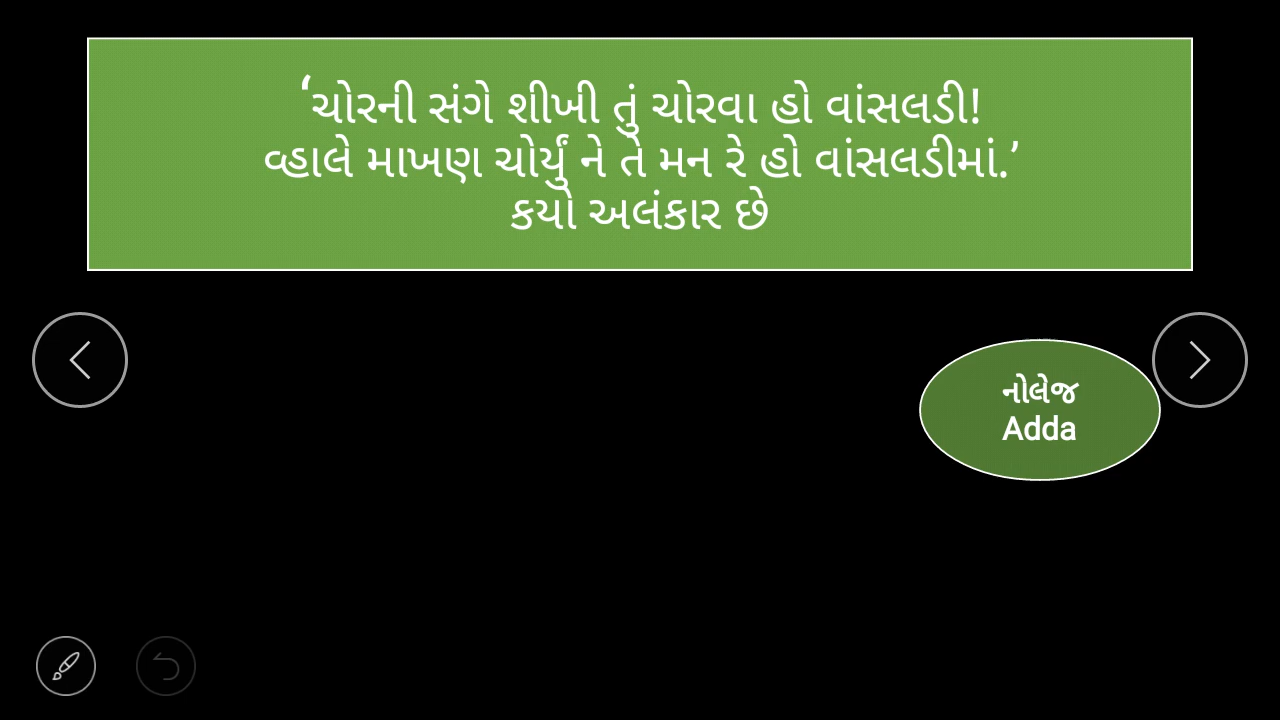 ‘ચોરની સંગે શીખી તું ચોરવા હો વાંસલડી!
વ્હાલે માખણ ચોર્યું ને તે મન રે હો વાંસલડીમાં.’
કયો અલંકાર છે
નોલેજ
Adda